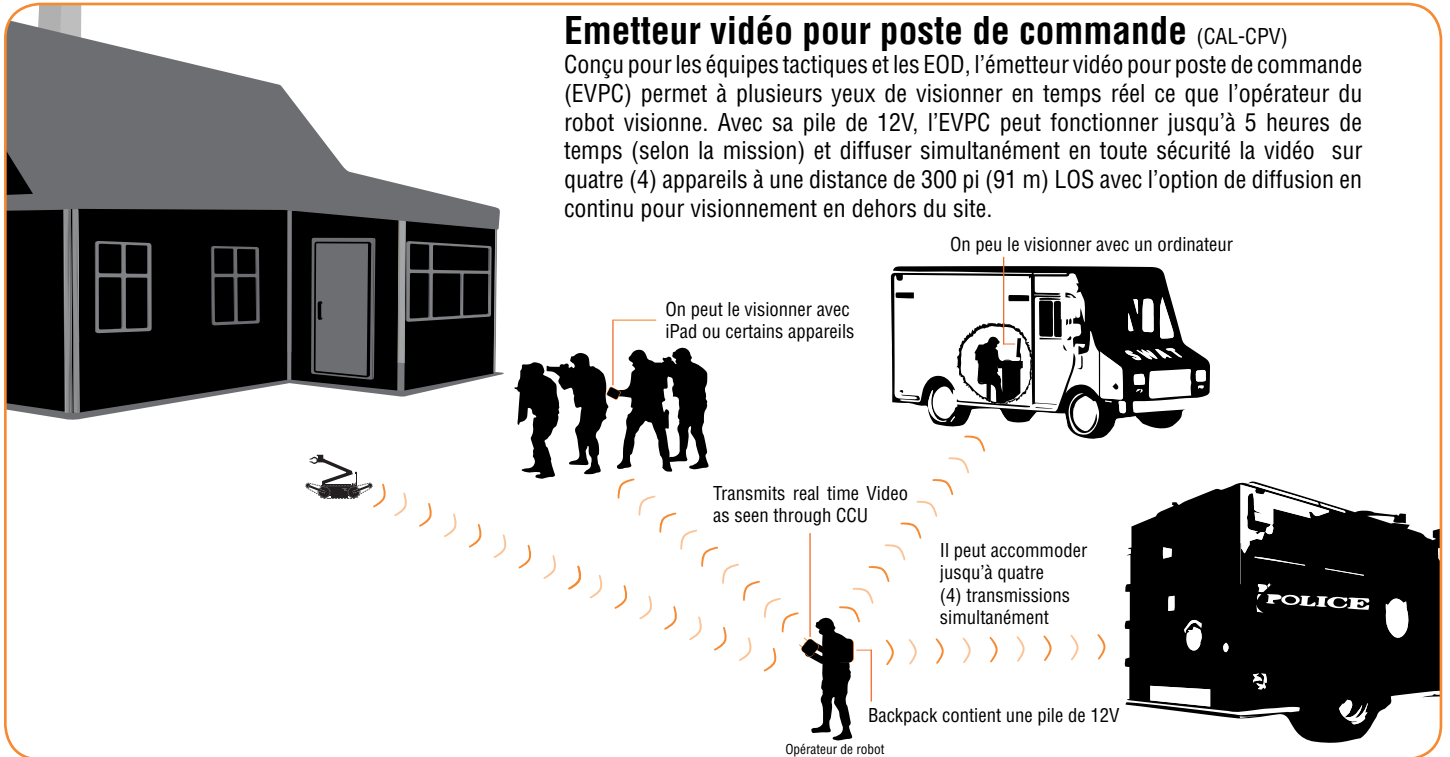 Emetteur vidéo pour poste de commande (CAL-CPV)
Conçu pour les équipes tactiques et les EOD, l'émetteur vidéo pour poste de commande
(EVPC) permet à plusieurs yeux de visionner en temps réel ce que l'opérateur du
robot visionne. Avec sa pile de 12V, l'EVPC peut fonctionner jusqu'à 5 heures de
temps (selon la mission) et diffuser simultanément en toute sécurité la vidéo sur
quatre (4) appareils à une distance de 300 pi (91 m) LOS avec l'option de diffusion en
continu pour visionnement en dehors du site.
On peu le visionner avec un ordinateur
On peut le visionner avec
iPad ou certains appareils
SWAT
Transmits real time Video
as seen through CCU
Il peut accommoder
jusqu'à quatre
(4) transmissions
simultanément
POLICE
Backpack contient une pile de 12V
Opérateur de robot